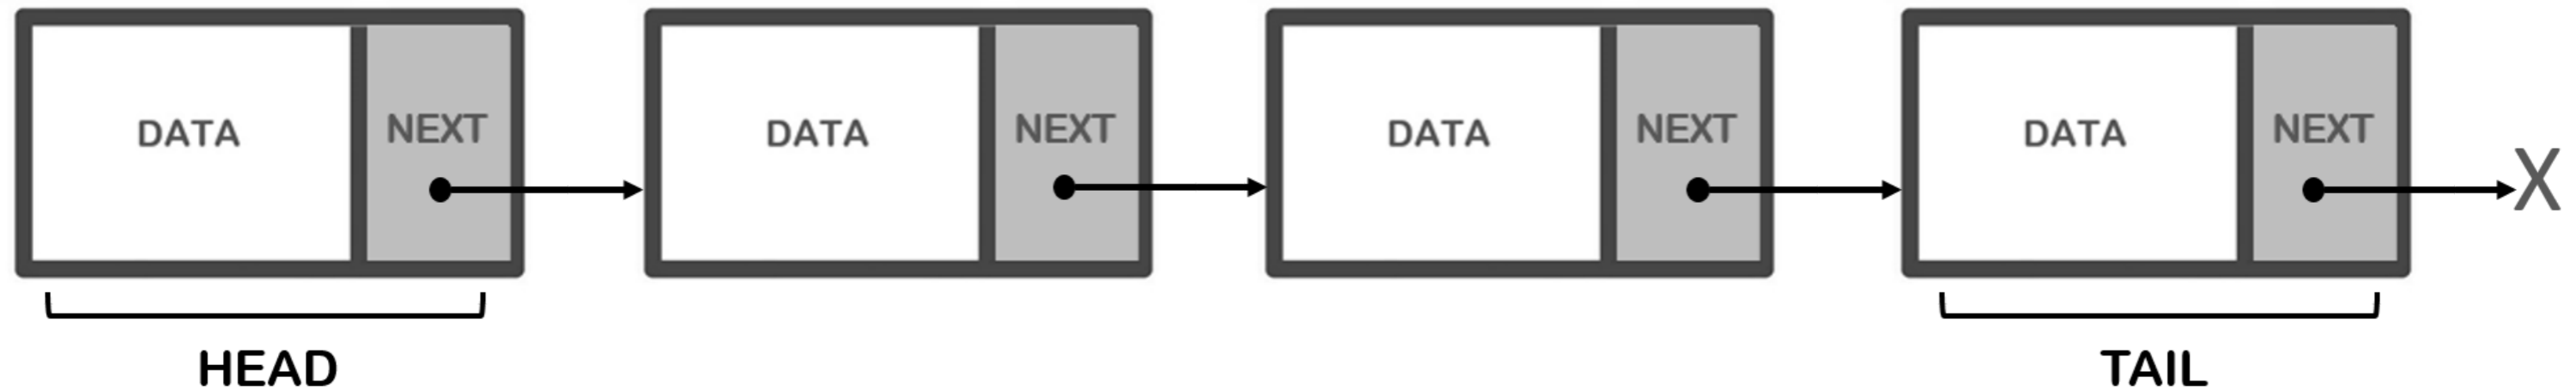 DATA NEXT DATA NEXT DATA NEXT DATA NEXT X
HEAD TAIL